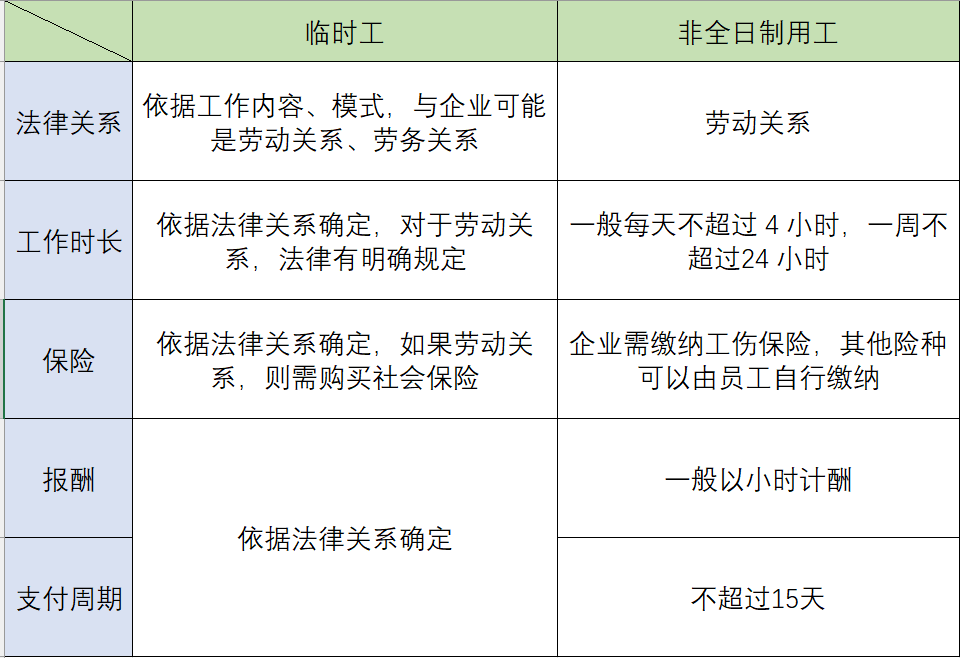 临时工
非全日制用工
法律关系
依据工作内容、模式，与企业可能
是劳动关系、劳务关系
劳动关系
工作时长
依据法律关系确定，对于劳动关
系，法律有明确规定
一般每天不超过 4 小时，一周不
超过24 小时
保险
依据法律关系确定，如果劳动关
系，则需购买社会保险
企业需缴纳工伤保险，其他险种
可以由员工自行缴纳
报酬
依据法律关系确定
一般以小时计酬
支付周期
不超过15天